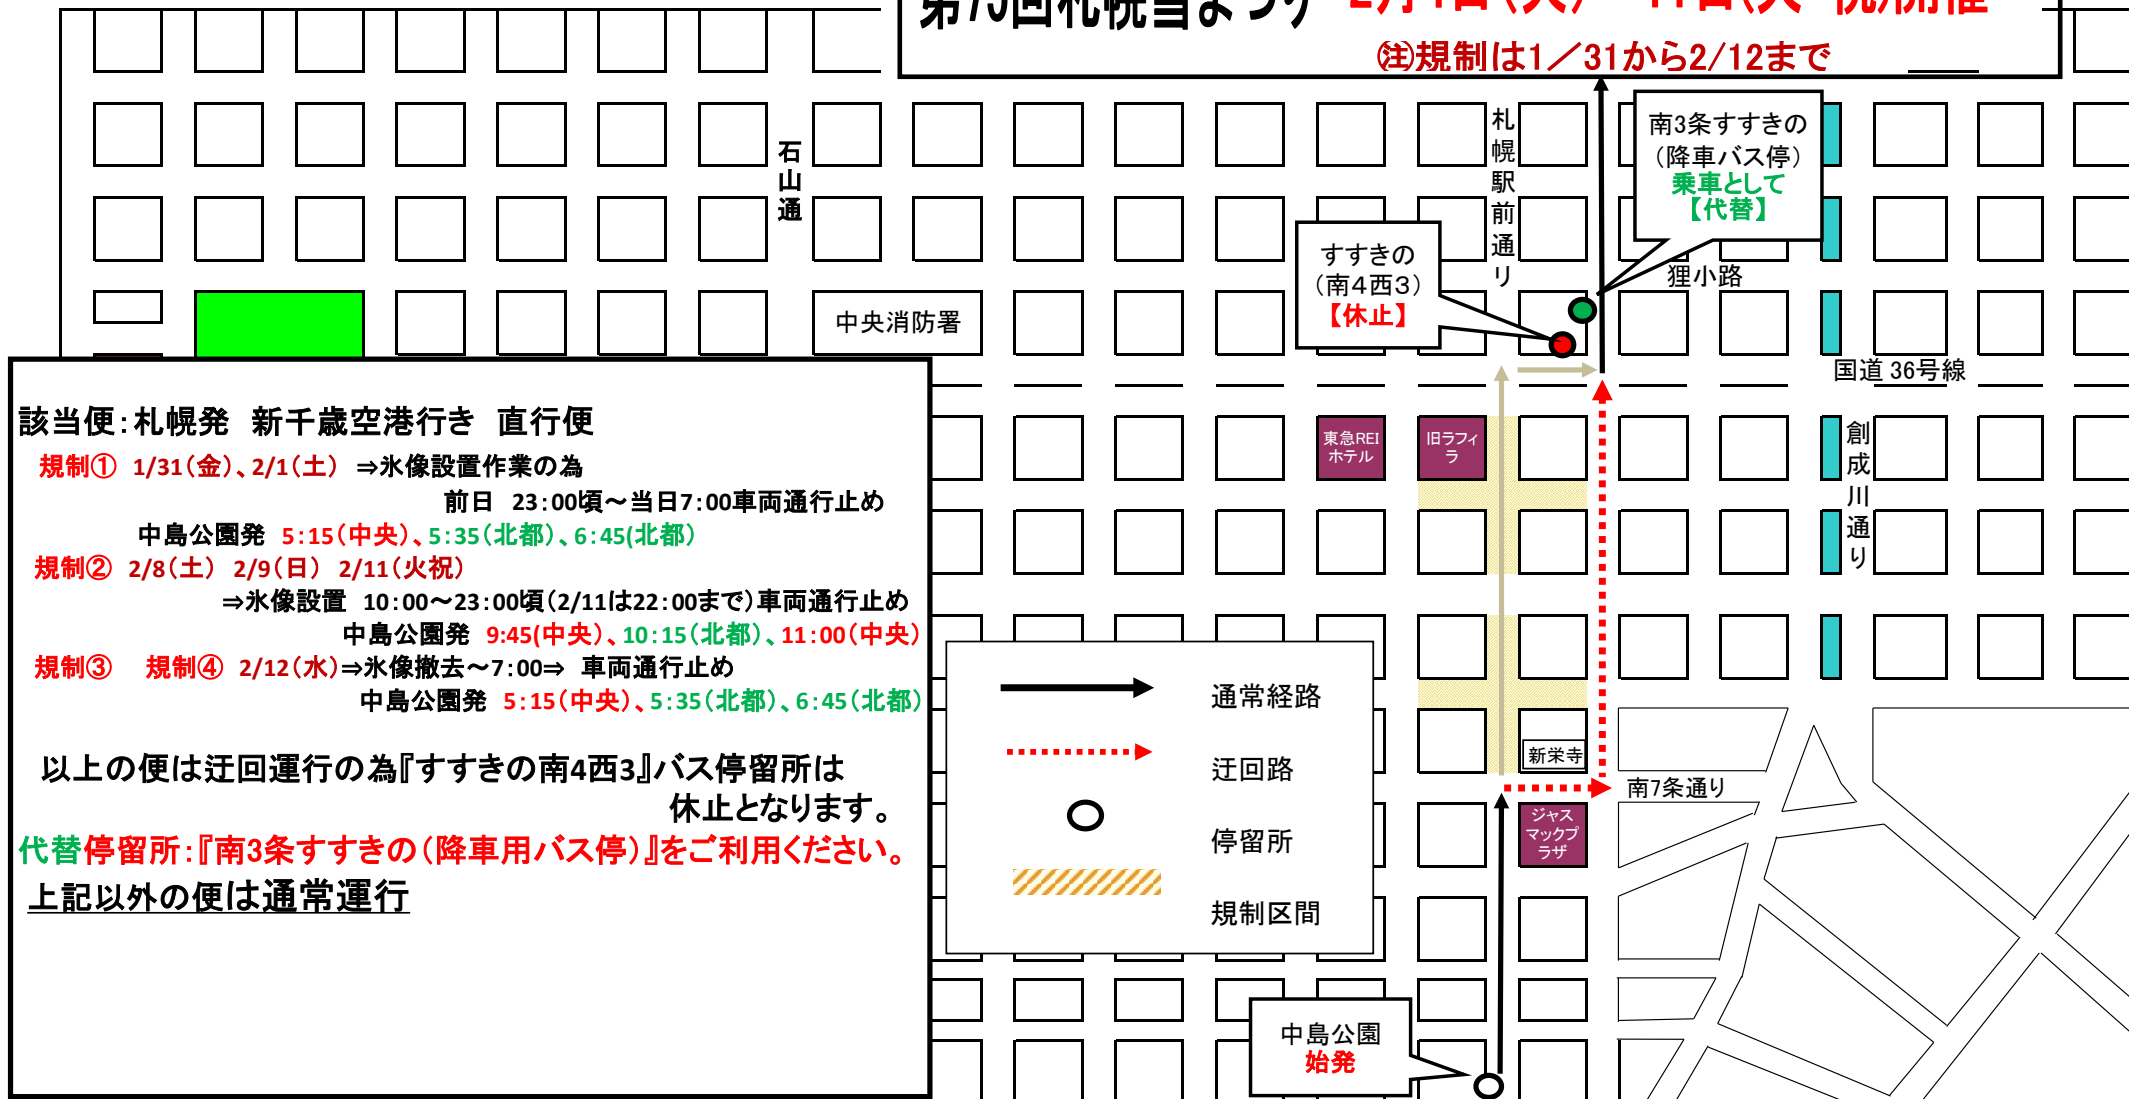 ㊟規制は1／31から2/12まで
石山通
札幌駅前通り
南3条すすきの
（降車バス停）
乗車として
【代替】
すすきの
（南４西３）
【休止】
狸小路
中央消防署
国道 36号線
東急REI
ホテル
旧ラフィ
ラ
創成川通り
該当便：札幌発　新千歳空港行き　直行便
規制①　1/31（金）、2/1（土）　⇒氷像設置作業の為
前日　23：00頃～当日7：00車両通行止め
中島公園発　5：15（中央）、5：35（北都）、6：45(北都）
規制②　2/8（土）　2/9（日）　2/11（火祝）
⇒氷像設置　10：00～23：00頃（2/11は22：00まで）車両通行止め
中島公園発　9:45(中央）、10：15（北都）、11：00（中央）
規制③　規制④　2/12（水）⇒氷像撤去～7：00⇒　車両通行止め
中島公園発　5：15（中央）、5：35（北都）、6：45（北都）
以上の便は迂回運行の為『すすきの南4西3』バス停留所は
休止となります。
代替停留所：『南3条すすきの（降車用バス停）』をご利用ください。
上記以外の便は通常運行
通常経路
迂回路
停留所
規制区間
新栄寺
南7条通り
ジャス
マックプ
ラザ
中島公園
始発